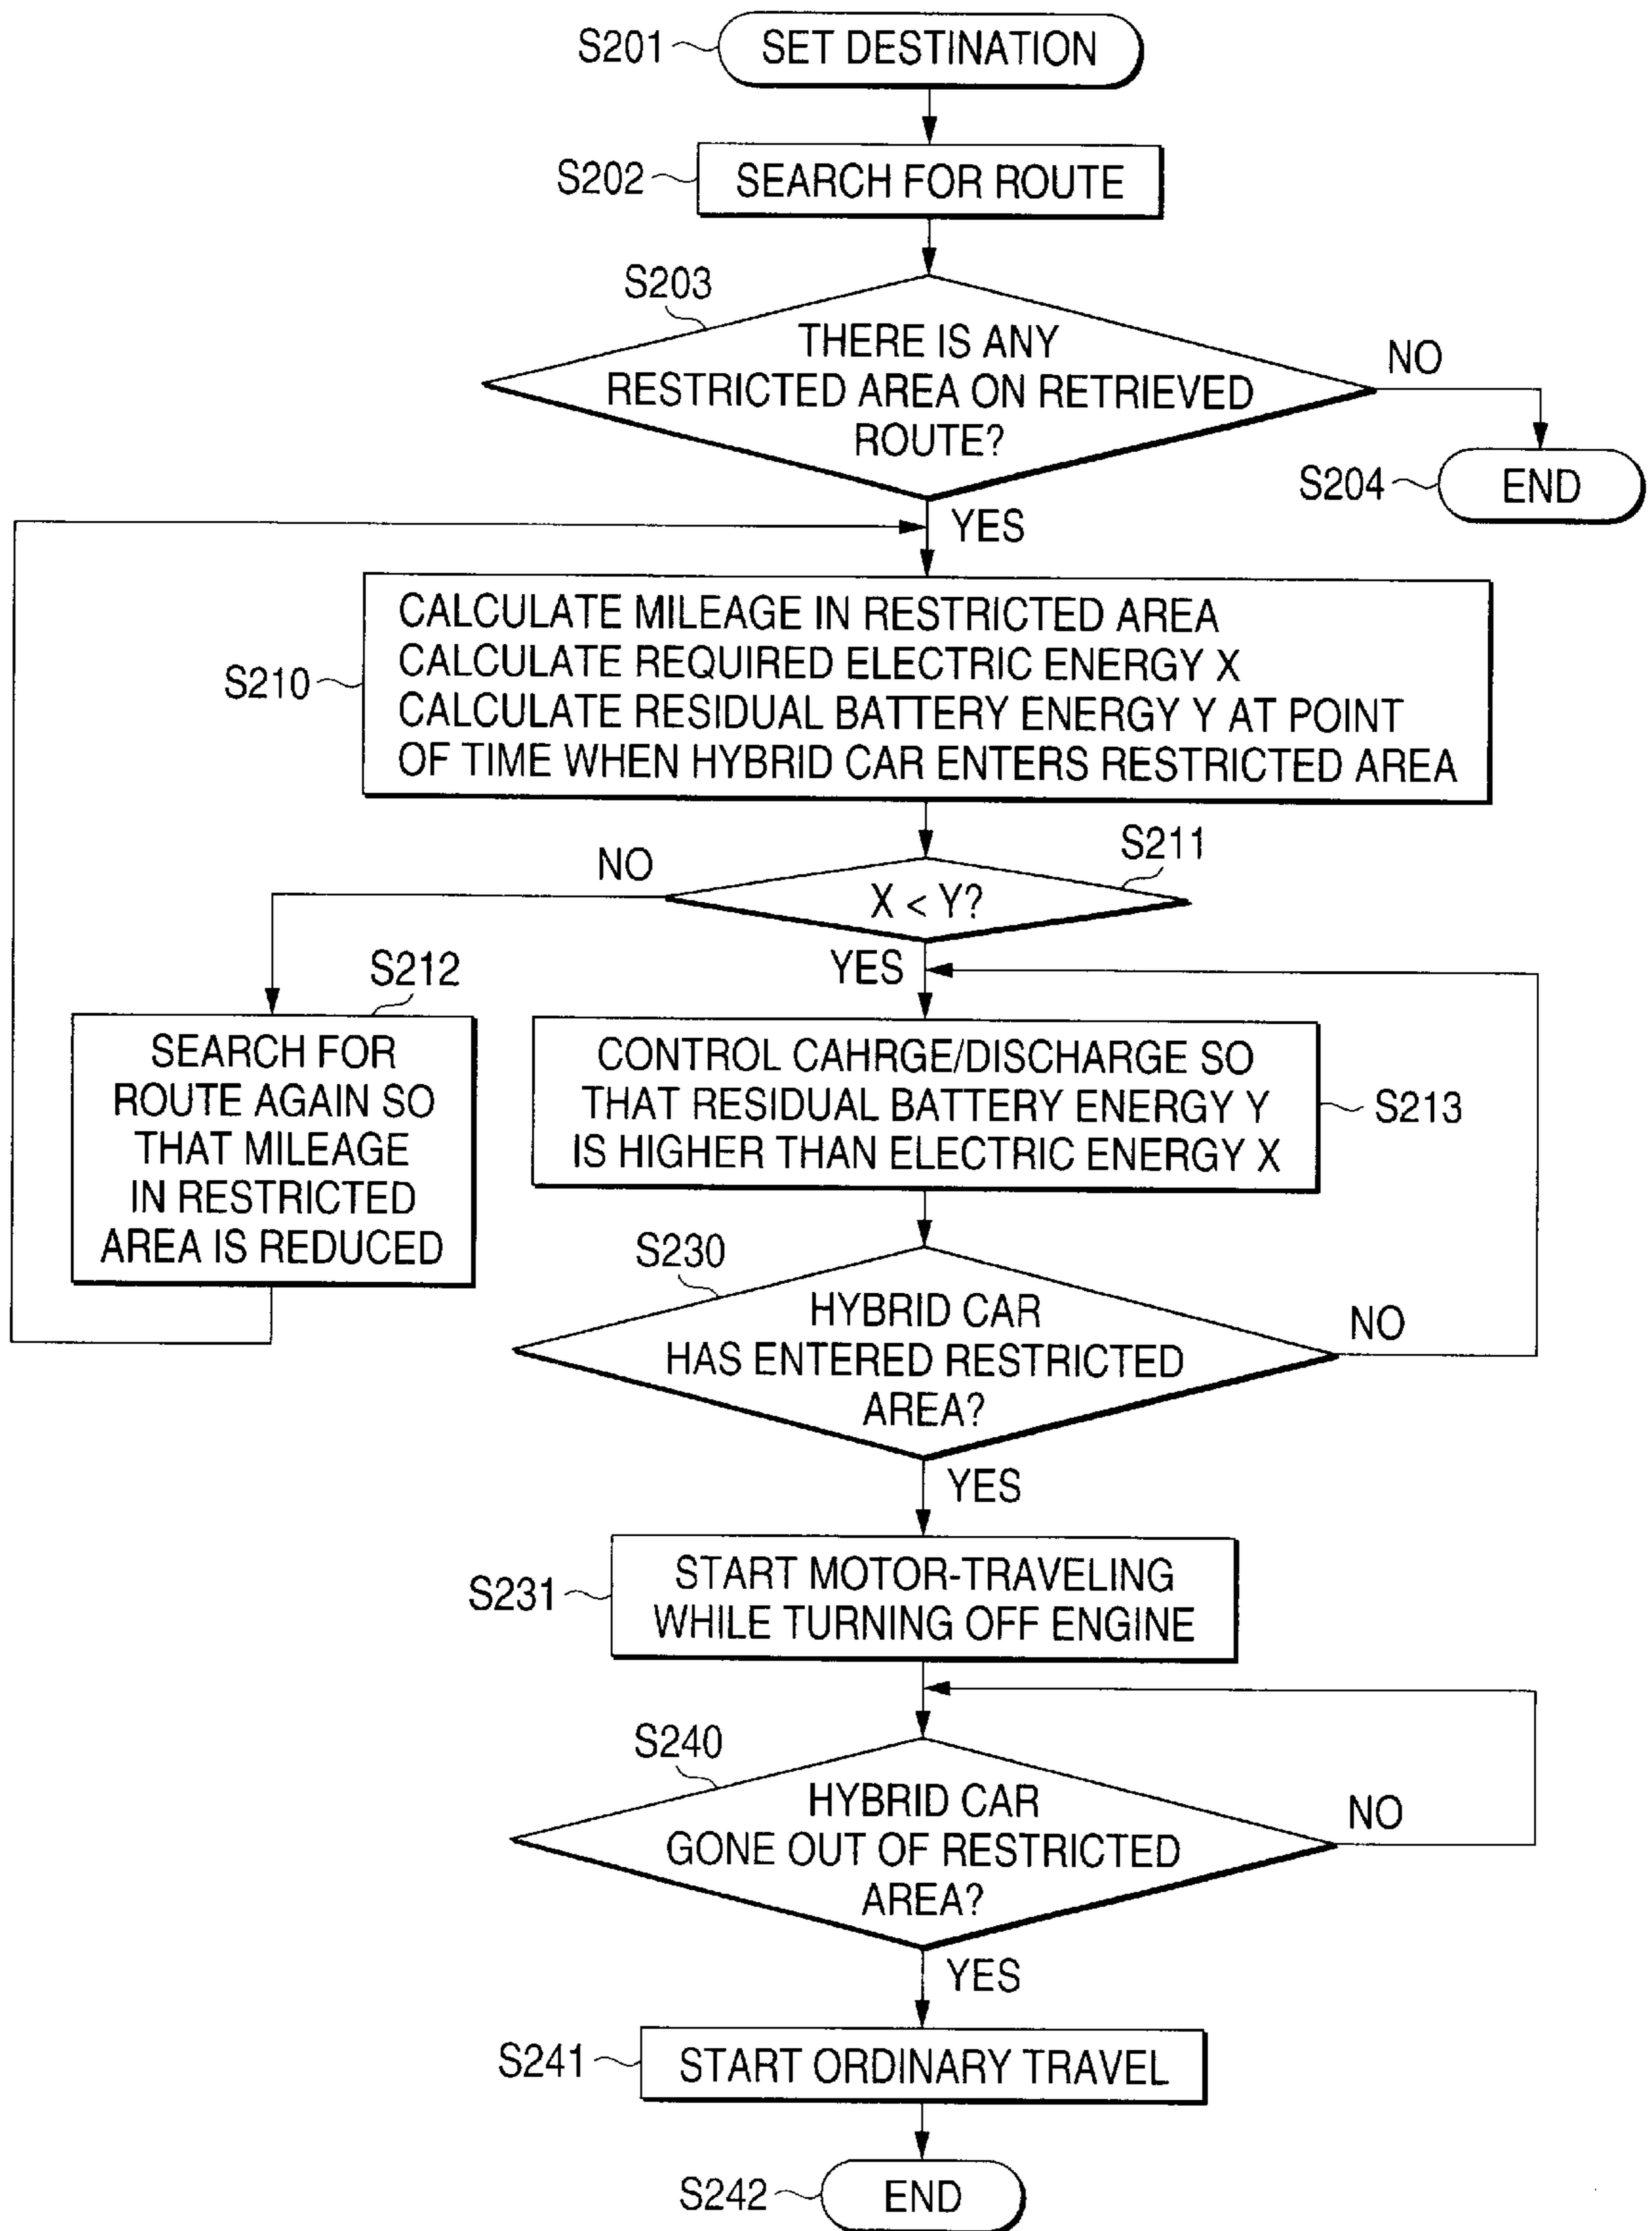 S201
SET DESTINATION
S202
SEARCH FOR ROUTE
S203
THERE IS ANY
RESTRICTED AREA ON RETRIEVED
ROUTE?
NO
S204
END
YES
S210
CALCULATE MILEAGE IN RESTRICTED AREA
CALCULATE REQUIRED ELECTRIC ENERGY X
CALCULATE RESIDUAL BATTERY ENERGY Y AT POINT
OF TIME WHEN HYBRID CAR ENTERS RESTRICTED AREA
S211
NO
X < Y?
YES
S212
SEARCH FOR
ROUTE AGAIN SO
THAT MILEAGE
IN RESTRICTED
AREA IS REDUCED
CONTROL CAHRGE/DISCHARGE SO
THAT RESIDUAL BATTERY ENERGY Y
IS HIGHER THAN ELECTRIC ENERGY X
S213
S230
HYBRID CAR
HAS ENTERED RESTRICTED
AREA?
NO
YES
S231
START MOTOR-TRAVELING
WHILE TURNING OFF ENGINE
S240
HYBRID CAR
GONE OUT OF RESTRICTED
AREA?
NO
YES
S241
START ORDINARY TRAVEL
S242
END